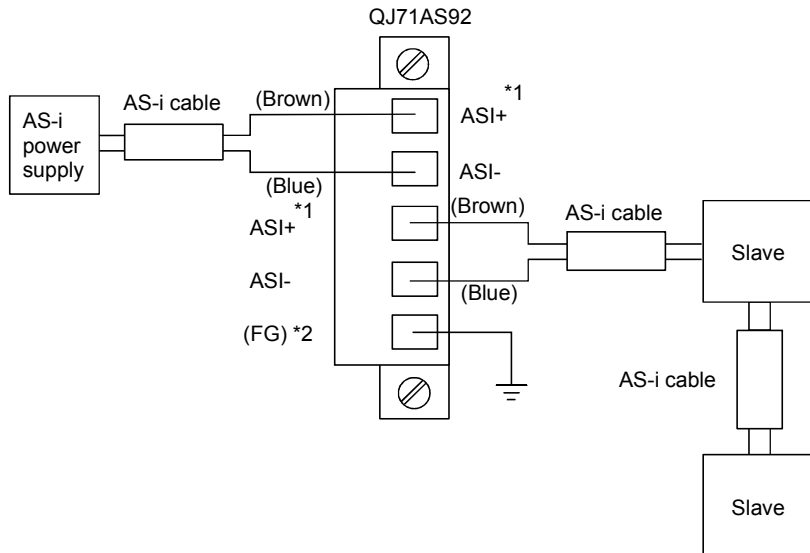 QJ71AS92
AS-i
power
supply
AS-i cable
(Brown)
ASI+ *1
(Blue)
ASI-
ASI+ *1
(Brown)
AS-i cable
Slave
ASI-
(Blue)
(FG) *2
AS-i cable
Slave